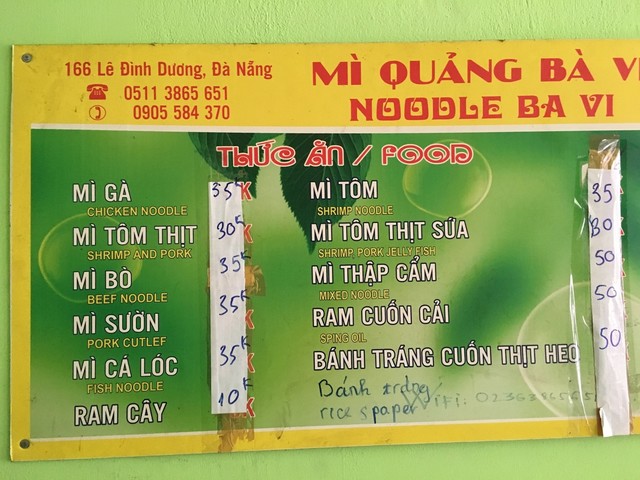 166 Lê Đình Dương, Đà Nẵng
0511 3865 651
0905 584 370
MÌ QUẢNG BÀ VỊ
NOODLE BA VI
THỨC ĂN / FOOD
MÌ GÀ 35K
CHICKEN NOODLE
MÌ TÔM THỊT 30K
SHRIMP AND PORK
MÌ BÒ 35K
BEEF NOODLE
MÌ SƯỜN 35K
PORK CUTLEF
MÌ CÁ LÓC 35K
FISH NOODLE
RAM CÂY 10K
MÌ TÔM 35
SHRIMP NOODLE
MÌ TÔM THỊT SỨA 30
SHRIMP, PORK JELLY FISH
MÌ THẬP CẨM 50
MIXED NOODLE
RAM CUỐN CẢI 50
SPING OIL
BÁNH TRÁNG CUỐN THỊT HEO 50
Bánh tráng
rice paper
WiFi: